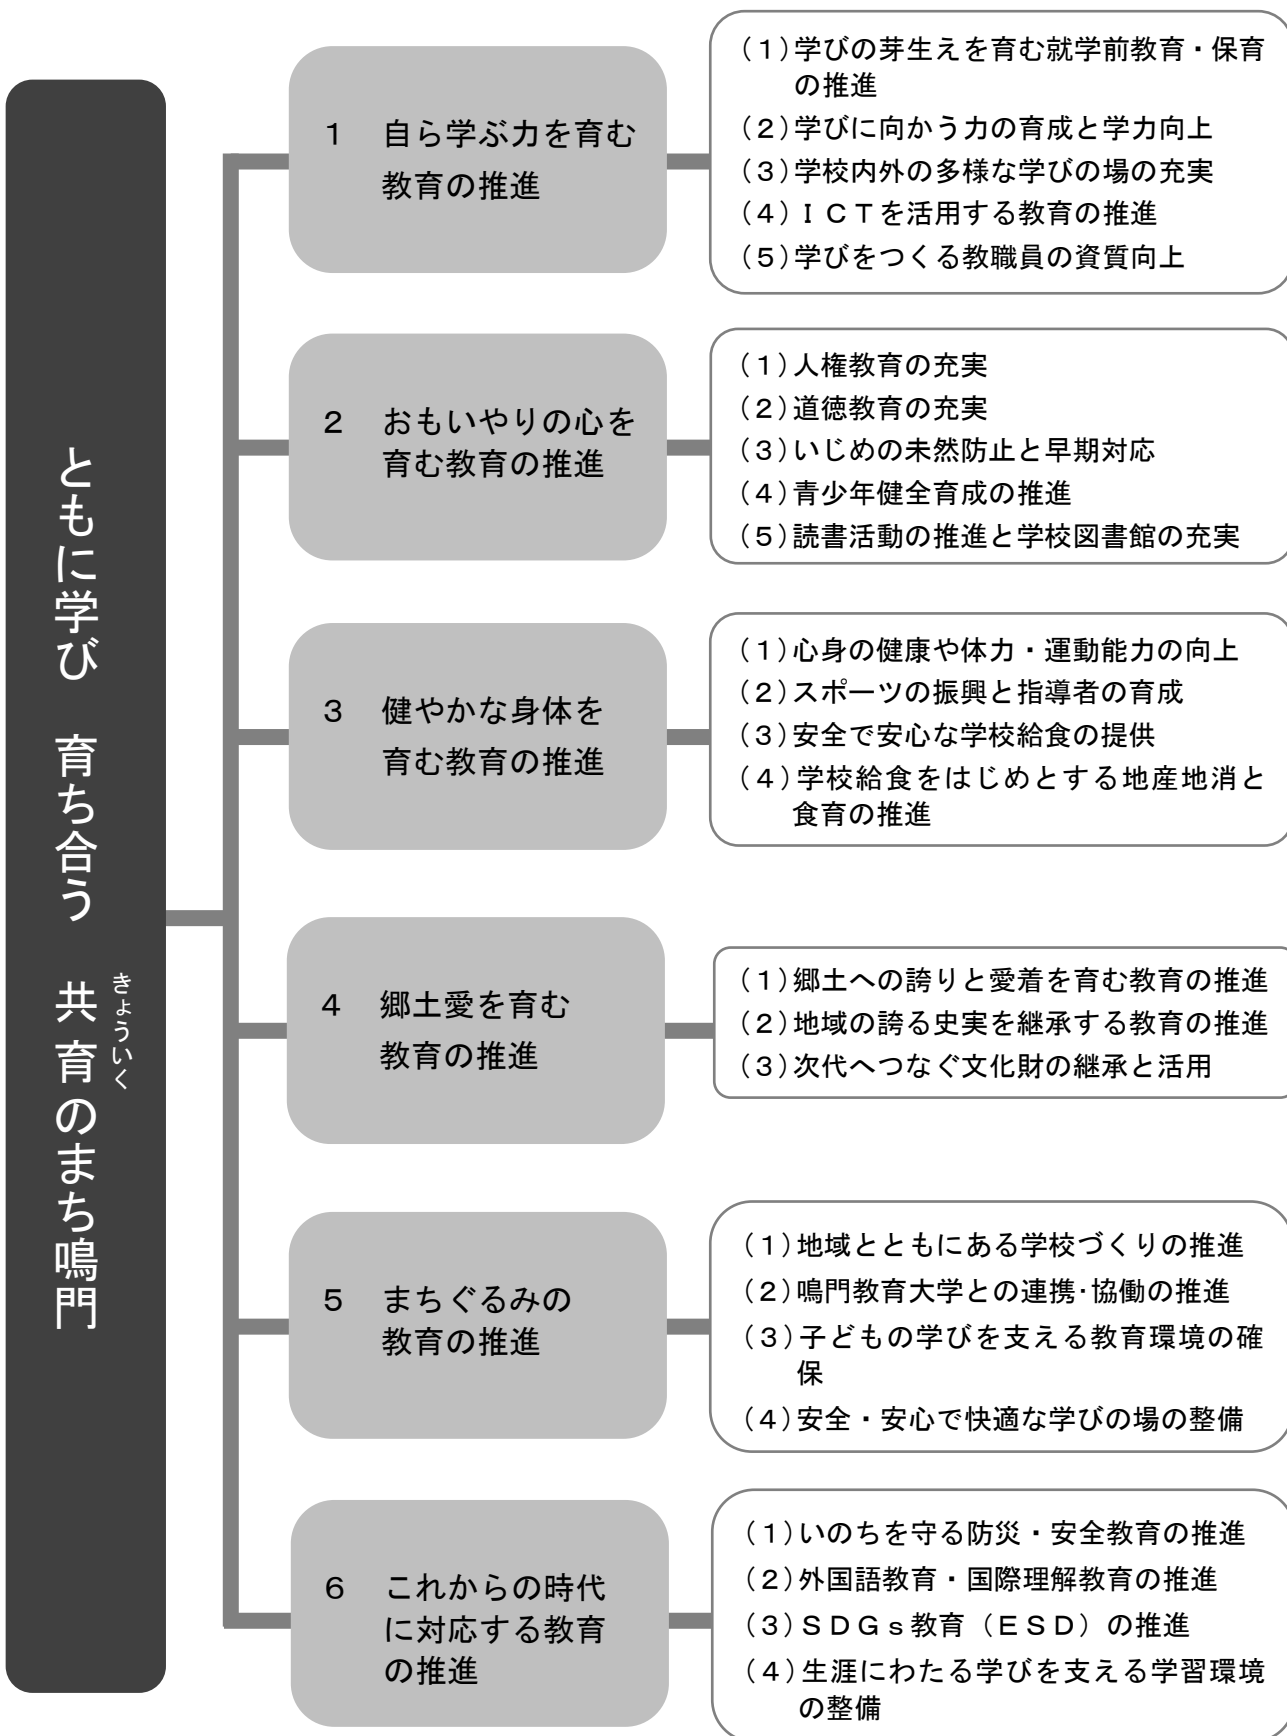 ともに学び　育ち合う　共育のまち鳴門
きょういく
１　自ら学ぶ力を育む
教育の推進
（１）学びの芽生えを育む就学前教育・保育
の推進
（２）学びに向かう力の育成と学力向上
（３）学校内外の多様な学びの場の充実
（４）ＩＣＴを活用する教育の推進
（５）学びをつくる教職員の資質向上
２　おもいやりの心を
育む教育の推進
（１）人権教育の充実
（２）道徳教育の充実
（３）いじめの未然防止と早期対応
（４）青少年健全育成の推進
（５）読書活動の推進と学校図書館の充実
３　健やかな身体を
育む教育の推進
（１）心身の健康や体力・運動能力の向上
（２）スポーツの振興と指導者の育成
（３）安全で安心な学校給食の提供
（４）学校給食をはじめとする地産地消と
食育の推進
４　郷土愛を育む
教育の推進
（１）郷土への誇りと愛着を育む教育の推進
（２）地域の誇る史実を継承する教育の推進
（３）次代へつなぐ文化財の継承と活用
５　まちぐるみの
教育の推進
（１）地域とともにある学校づくりの推進
（２）鳴門教育大学との連携･協働の推進
（３）子どもの学びを支える教育環境の確
保
（４）安全・安心で快適な学びの場の整備
６　これからの時代
に対応する教育
の推進
（１）いのちを守る防災・安全教育の推進
（２）外国語教育・国際理解教育の推進
（３）ＳＤＧｓ教育（ＥＳＤ）の推進
（４）生涯にわたる学びを支える学習環境
の整備